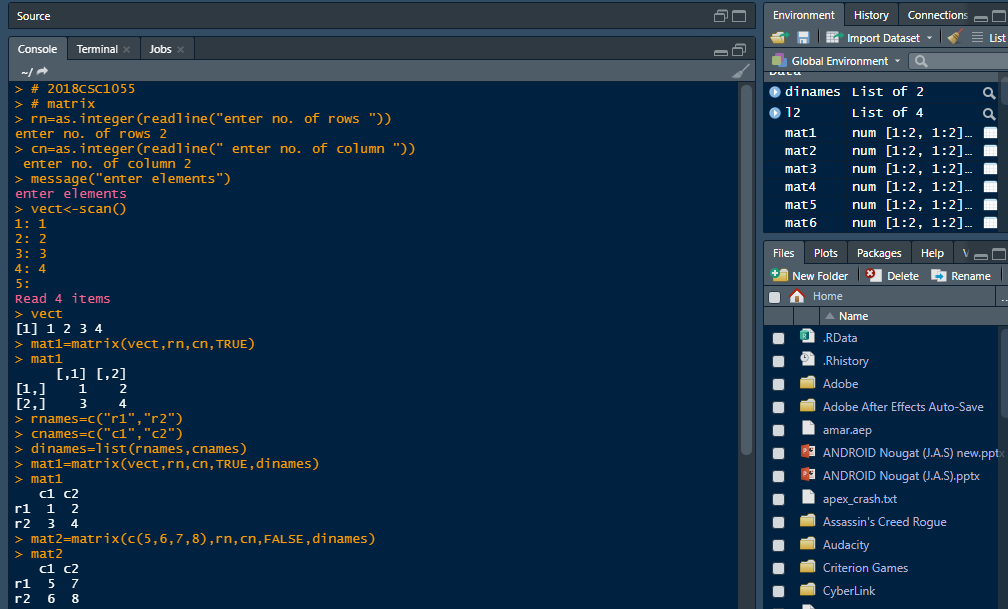 Source
Console Terminal Jobs
~/
> # 2018CSC1055
> # matrix
> rn=as.integer(readline("enter no. of rows "))
enter no. of rows 2
> cn=as.integer(readline(" enter no. of column "))
 enter no. of column 2
> message("enter elements")
enter elements
> vect<-scan()
1: 1
2: 2
3: 3
4: 4
5:
Read 4 items
> vect
[1] 1 2 3 4
> mat1=matrix(vect,rn,cn,TRUE)
> mat1
     [,1] [,2]
[1,]    1    2
[2,]    3    4
> rnames=c("r1","r2")
> cnames=c("c1","c2")
> dinames=list(rnames,cnames)
> mat1=matrix(vect,rn,cn,TRUE,dinames)
> mat1
   c1 c2
r1  1  2
r2  3  4
> mat2=matrix(c(5,6,7,8),rn,cn,FALSE,dinames)
> mat2
   c1 c2
r1  5  7
r2  6  8
Environment History Connections
Import Dataset List
Global Environment
Data
dinames List of 2
l2 List of 4
mat1 num [1:2, 1:2]…
mat2 num [1:2, 1:2]…
mat3 num [1:2, 1:2]…
mat4 num [1:2, 1:2]…
mat5 num [1:2, 1:2]…
mat6 num [1:2, 1:2]…
Files Plots Packages Help V
New Folder Delete Rename
Home ...
Name
.RData
.Rhistory
Adobe
Adobe After Effects Auto-Save
amar.aep
ANDROID Nougat (J.A.S) new.pptx
ANDROID Nougat (J.A.S).pptx
apex_crash.txt
Assassin's Creed Rogue
Audacity
Criterion Games
CyberLink